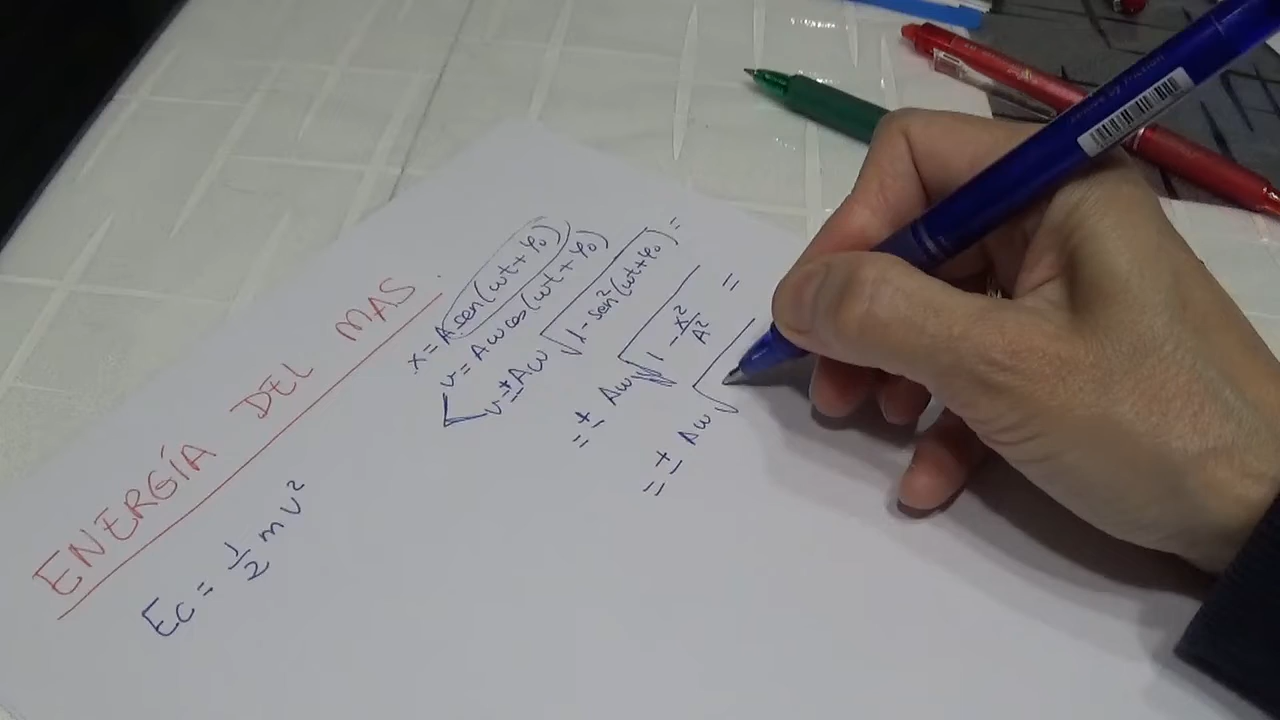 ENERGÍA DEL MAS
Ec = 1/2 m v²
x = A sen(ωt+φ₀)
v = Aω cos(ωt+φ₀)
v = ± Aω √(1 - sen²(ωt+φ₀)) =
= ± Aω √(1 - x²/A²) =
= ± Aω √